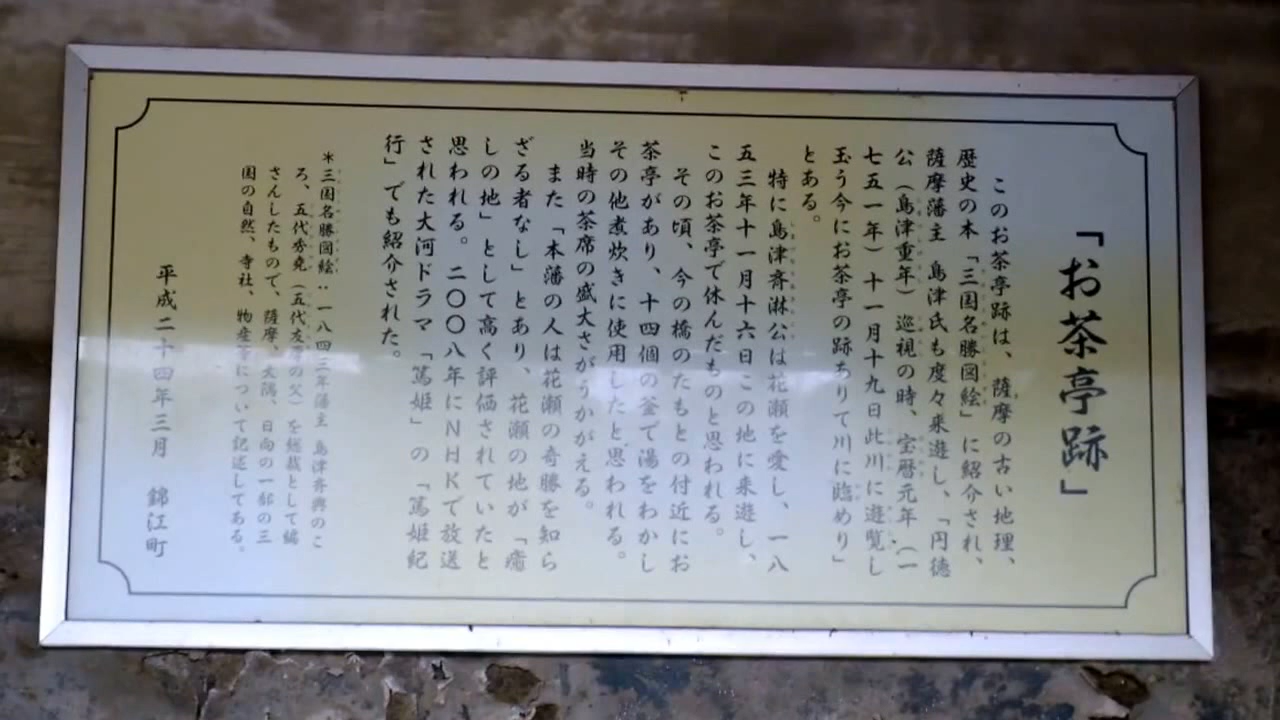 「お茶亭跡」
このお茶亭跡は、薩摩の古い地理、
歴史の本「三国名勝図絵」に紹介され、
薩摩藩主 島津氏も度々来遊し、「円徳
公（島津重年）巡視の時、宝暦元年（一
七五一年）十一月十九日此川に遊覧し
玉う今にお茶亭の跡ありて川に臨めり」
とある。
特に島津斉彬公は花瀬を愛し、一八
五三年十一月十六日この地に来遊し、
このお茶亭で休んだものと思われる。
その頃、今の橋のたもとの付近にお
茶亭があり、十四個の釜で湯をわかし
その他煮炊きに使用したと思われる。
当時の茶席の盛大さがうかがえる。
また「本藩の人は花瀬の奇勝を知ら
ざる者なし」とあり、花瀬の地が「癒
しの地」として高く評価されていたと
思われる。二〇〇八年にＮＨＫで放送
された大河ドラマ「篤姫」の「篤姫紀
行」でも紹介された。
＊三国名勝図絵：一八四三年藩主 島津斉興のこ
ろ、五代秀堯（五代友厚の父）を総裁として編
さんしたもので、薩摩、大隅、日向の一部の三
国の自然、寺社、物産等について記述してある。
平成二十四年三月 錦江町